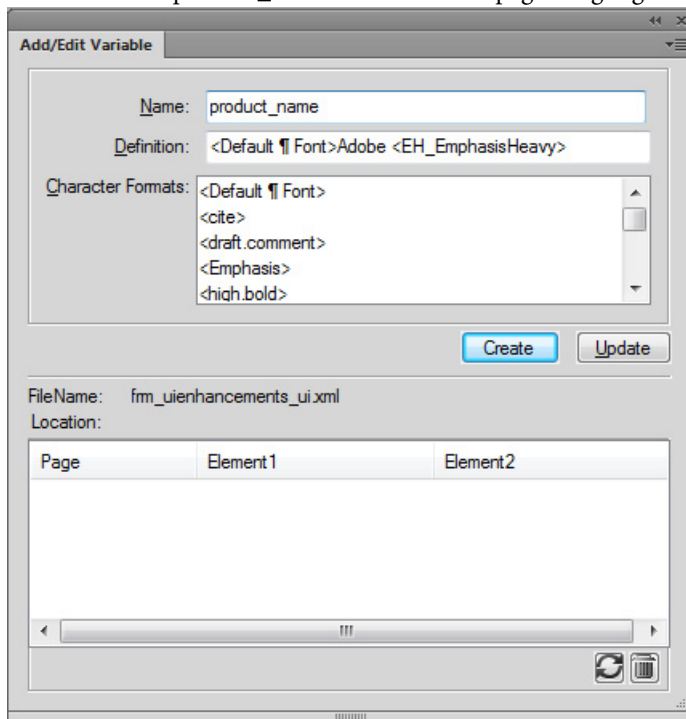 Add/Edit Variable
Name: product_name
Definition: <Default ¶ Font>Adobe <EH_EmphasisHeavy>
Character Formats: <Default ¶ Font>
<cite>
<draft.comment>
<Emphasis>
<high.bold>
Create Update
FileName: frm_uienhancements_ui.xml
Location:
Page Element1 Element2